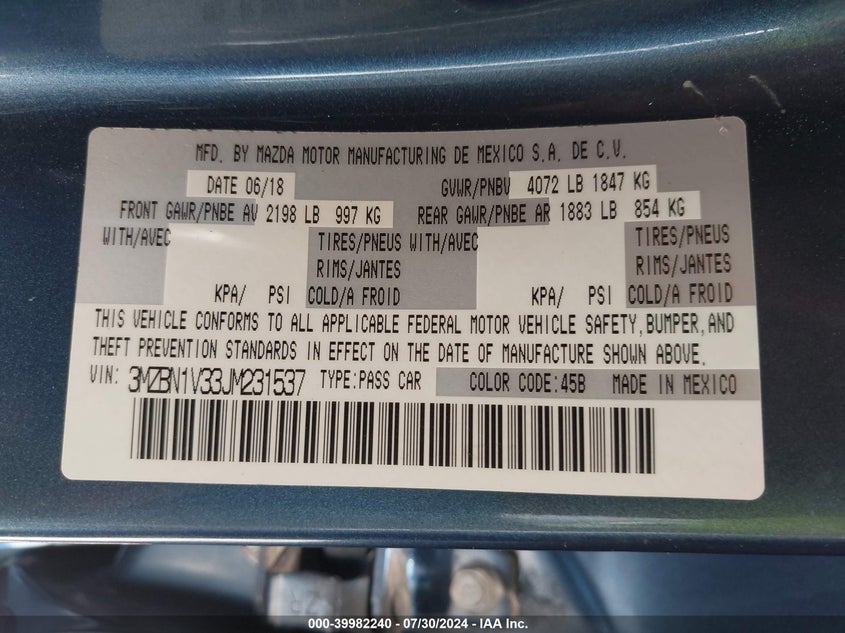 MFD. BY MAZDA MOTOR MANUFACTURING DE MEXICO S.A. DE C.V.
DATE 06/18 GVWR/PNBV 4072 LB 1847 KG
FRONT GAWR/PNBE AV 2198 LB 997 KG REAR GAWR/PNBE AR 1883 LB 854 KG
WITH/AVEC TIRES/PNEUS WITH/AVEC TIRES/PNEUS
RIMS/JANTES RIMS/JANTES
KPA/ PSI COLD/A FROID KPA/ PSI COLD/A FROID
THIS VEHICLE CONFORMS TO ALL APPLICABLE FEDERAL MOTOR VEHICLE SAFETY, BUMPER, AND
THEFT PREVENTION STANDARDS IN EFFECT ON THE DATE OF MANUFACTURE SHOWN ABOVE.
VIN: 3MZBN1V33JM231537 TYPE:PASS CAR COLOR CODE:45B MADE IN MEXICO
000-39982240 - 07/30/2024 - IAA Inc.